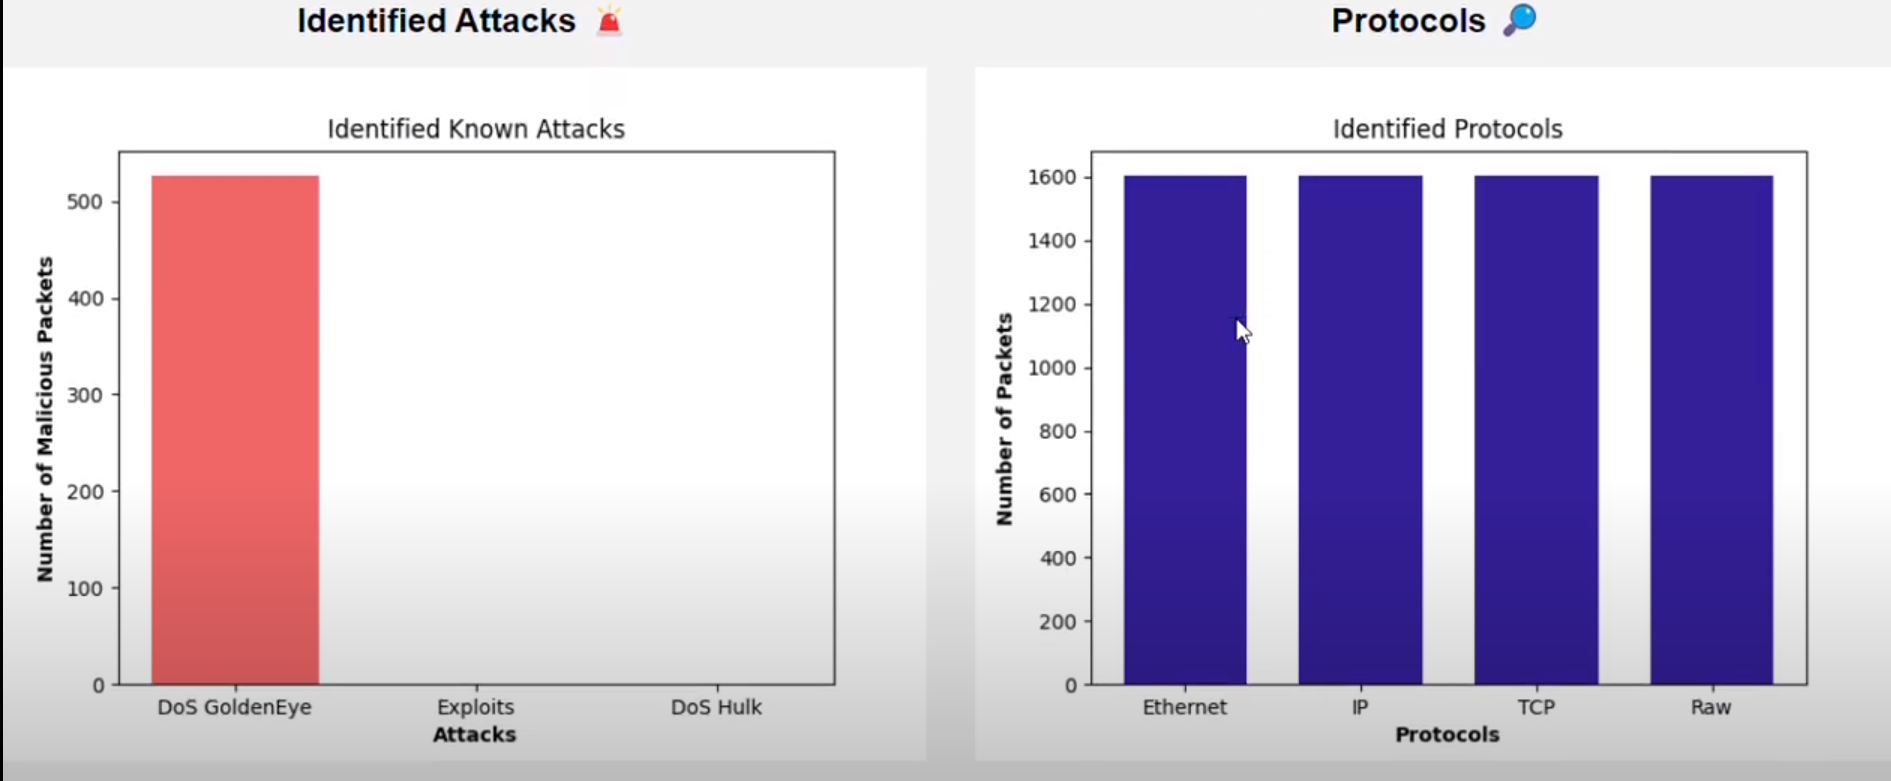 Identified Attacks 🚨
Identified Known Attacks
Number of Malicious Packets
500
400
300
200
100
0
DoS GoldenEye Exploits DoS Hulk
Attacks
Protocols 🔎
Identified Protocols
Number of Packets
1600
1400
1200
1000
800
600
400
200
0
Ethernet IP TCP Raw
Protocols